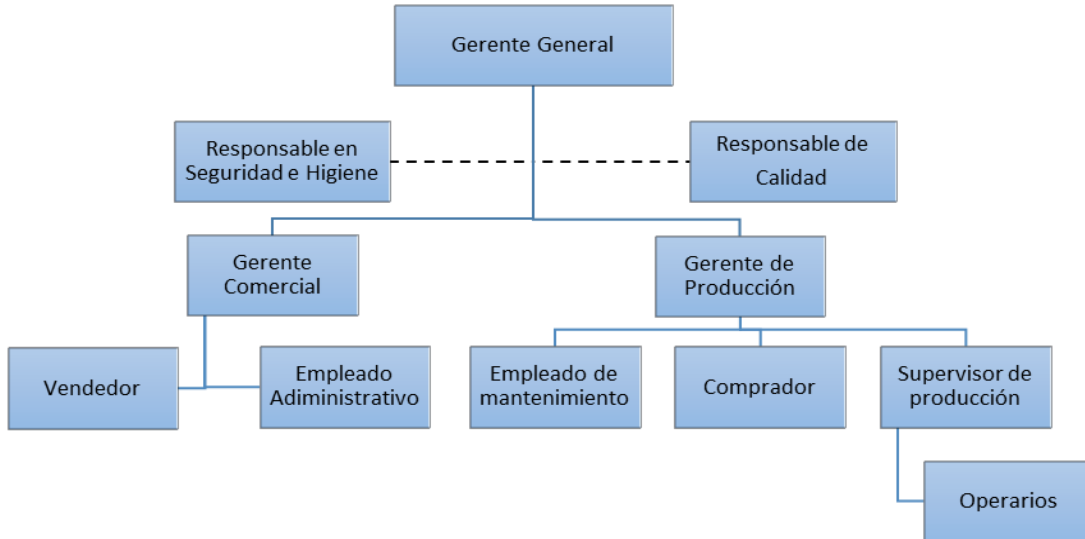 Gerente General
Responsable en
Seguridad e Higiene
Responsable de
Calidad
Gerente
Comercial
Gerente de
Producción
Vendedor
Empleado
Adiministrativo
Empleado de
mantenimiento
Comprador
Supervisor de
producción
Operarios